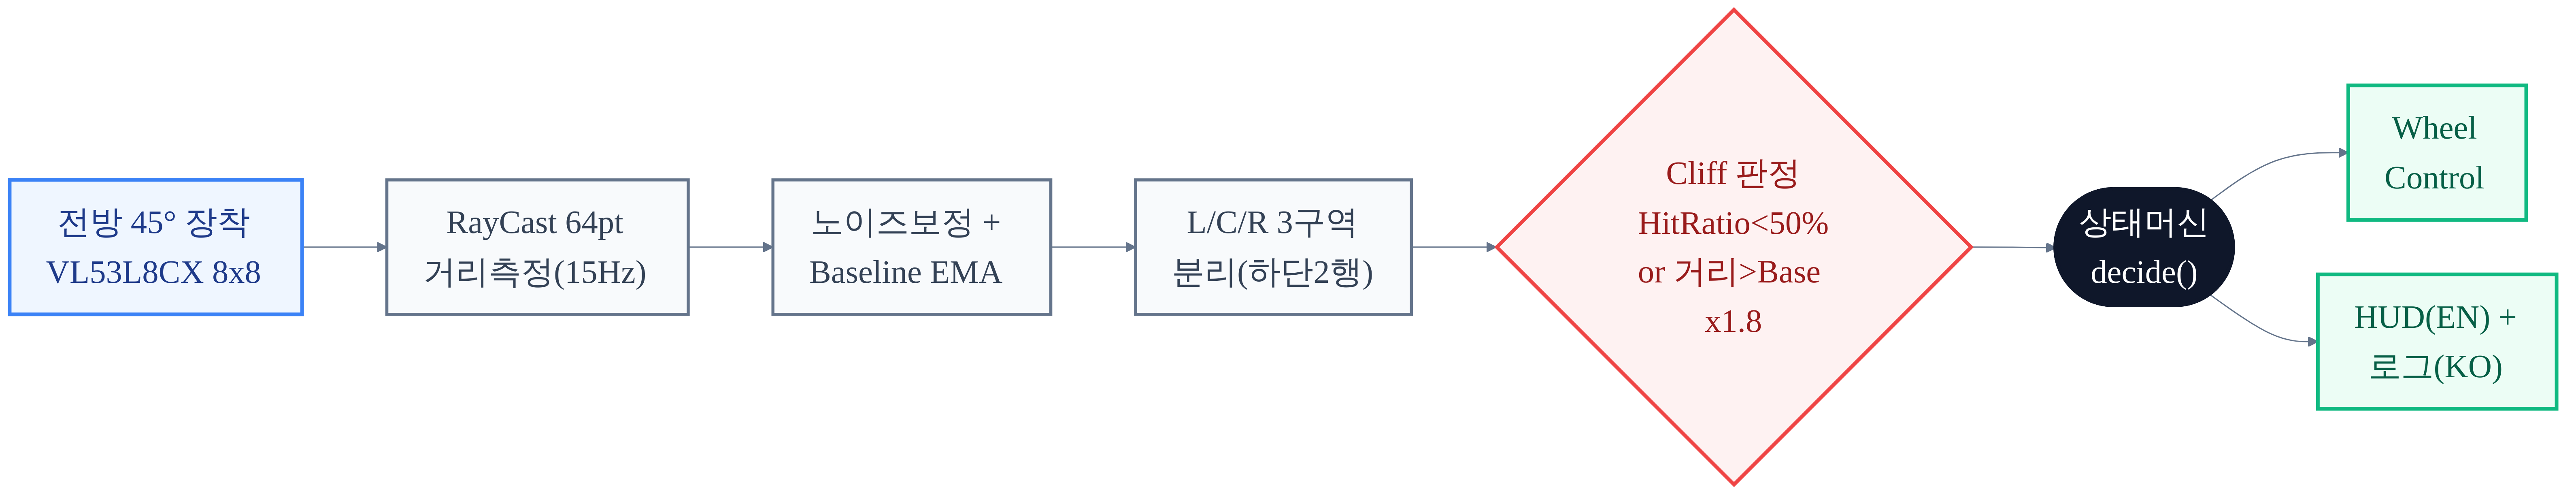 전방 45° 장착
VL53L8CX 8x8
RayCast 64pt
거리측정(15Hz)
노이즈보정 +
Baseline EMA
L/C/R 3구역
분리(하단2행)
Cliff 판정
HitRatio<50%
or 거리>Base
x1.8
상태머신
decide()
Wheel
Control
HUD(EN) +
로그(KO)